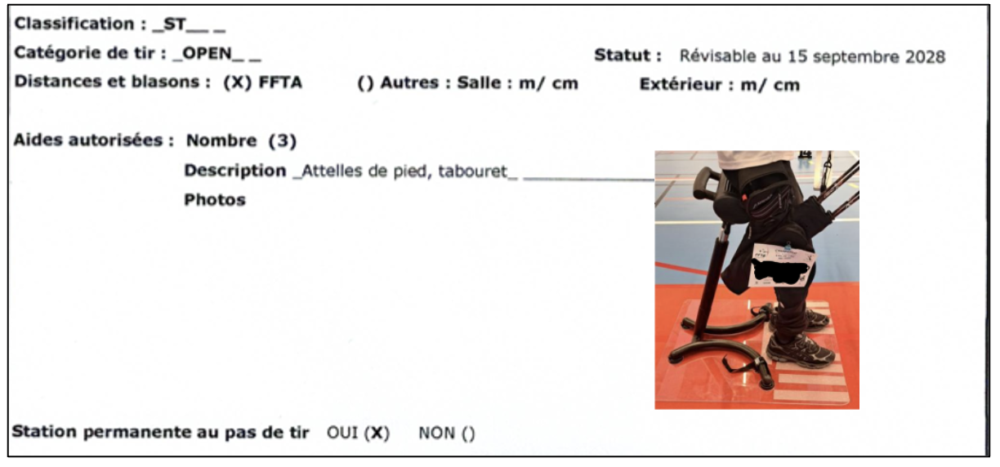 Classification : _ST__ _
Catégorie de tir : _OPEN_ _
Statut : Révisable au 15 septembre 2028
Distances et blasons : (X) FFTA () Autres : Salle : m/ cm Extérieur : m/ cm
Aides autorisées : Nombre (3)
Description _Attelles de pied, tabouret_ ______________
Photos
Station permanente au pas de tir OUI (X) NON ()